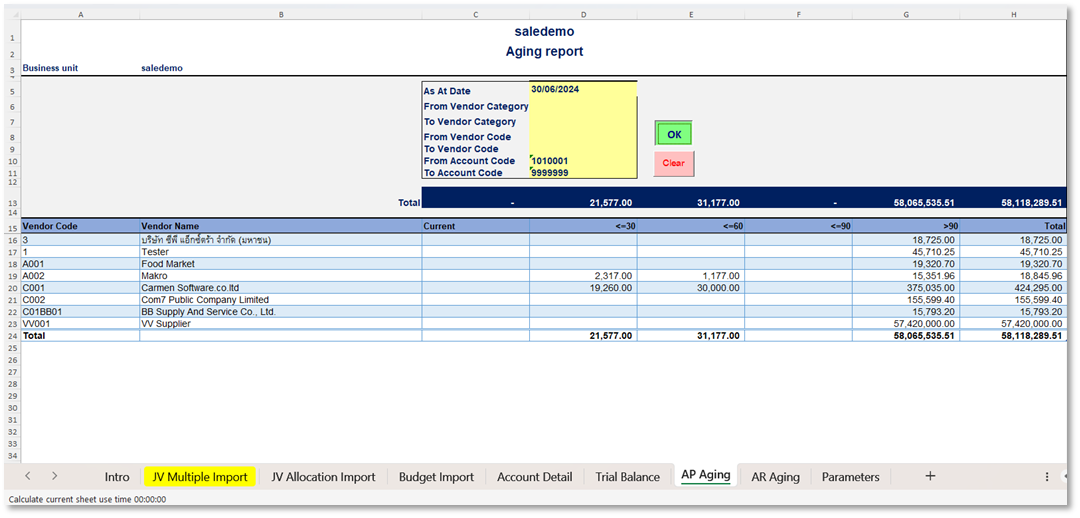 A B C D E F G H
1 saledemo
2 Aging report
3 Business unit saledemo
4
5 As At Date 30/06/2024
6 From Vendor Category
7 To Vendor Category
8 From Vendor Code OK
9 To Vendor Code
10 From Account Code 1010001 Clear
11 To Account Code 9999999
12
13 Total - 21,577.00 31,177.00 - 58,065,535.51 58,118,289.51
14
15 Vendor Code Vendor Name Current <=30 <=60 <=90 >90 Total
16 3 บริษัท ซีพี แอ็กซ์ตร้า จำกัด (มหาชน) 18,725.00 18,725.00
17 1 Tester 45,710.25 45,710.25
18 A001 Food Market 19,320.70 19,320.70
19 A002 Makro 2,317.00 1,177.00 15,351.96 18,845.96
20 C001 Carmen Software.co.ltd 19,260.00 30,000.00 375,035.00 424,295.00
21 C002 Com7 Public Company Limited 155,599.40 155,599.40
22 C01BB01 BB Supply And Service Co., Ltd. 15,793.20 15,793.20
23 VV001 VV Supplier 57,420,000.00 57,420,000.00
24 Total 21,577.00 31,177.00 58,065,535.51 58,118,289.51
25
26
27
28
29
30
31
32
33
34
Intro JV Multiple Import JV Allocation Import Budget Import Account Detail Trial Balance AP Aging AR Aging Parameters +
Calculate current sheet use time 00:00:00